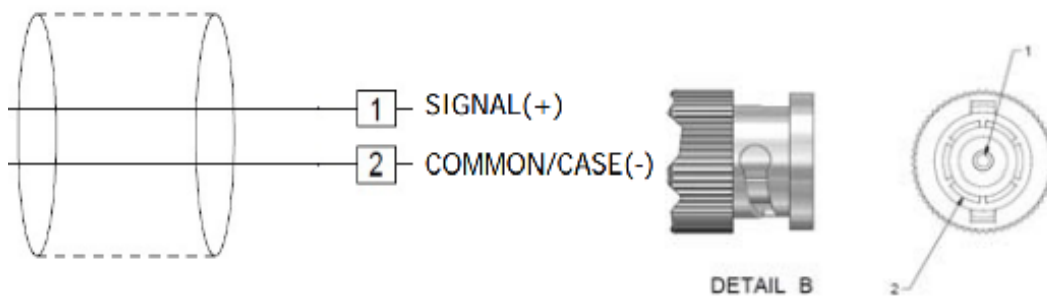 1 SIGNAL(+)
2 COMMON/CASE(-)
DETAIL B
1
2